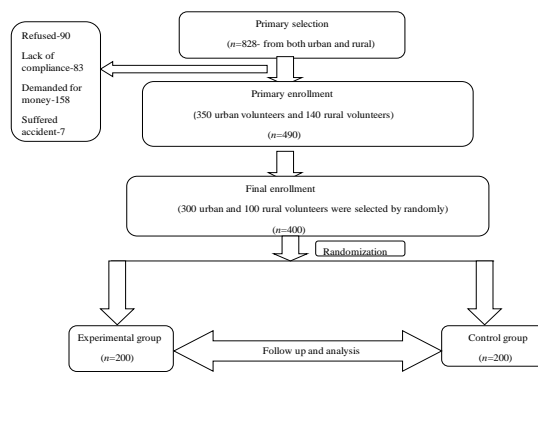 Primary selection
(n=828- from both urban and rural)
Refused-90
Lack of
compliance-83
Demanded for
money-158
Suffered
accident-7
Primary enrollment
(350 urban volunteers and 140 rural volunteers)
(n=490)
Final enrollment
(300 urban and 100 rural volunteers were selected by randomly)
(n=400)
Randomization
Experimental group
(n=200)
Follow up and analysis
Control group
(n=200)